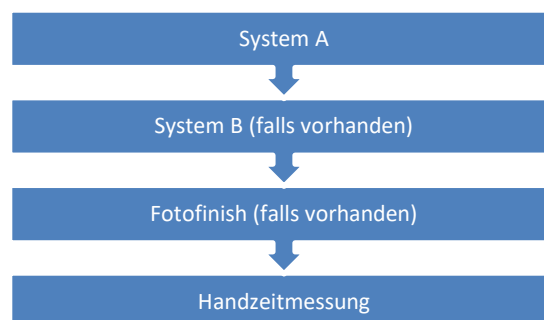 System A
System B (falls vorhanden)
Fotofinish (falls vorhanden)
Handzeitmessung